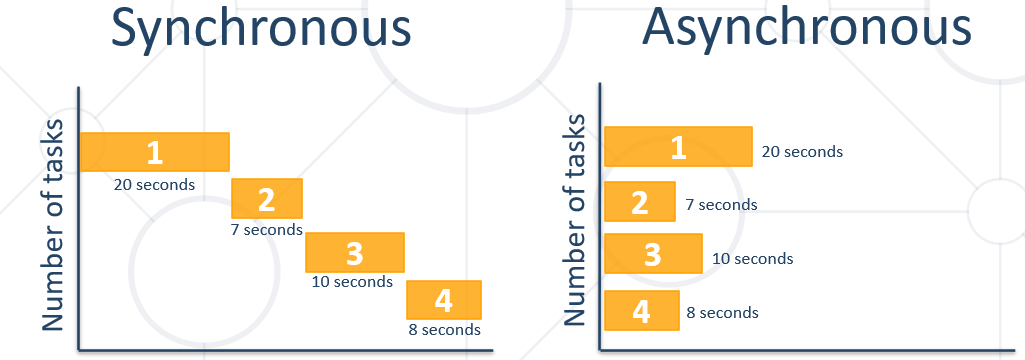 Synchronous
Number of tasks
1
20 seconds
2
7 seconds
3
10 seconds
4
8 seconds
Asynchronous
Number of tasks
1
20 seconds
2
7 seconds
3
10 seconds
4
8 seconds